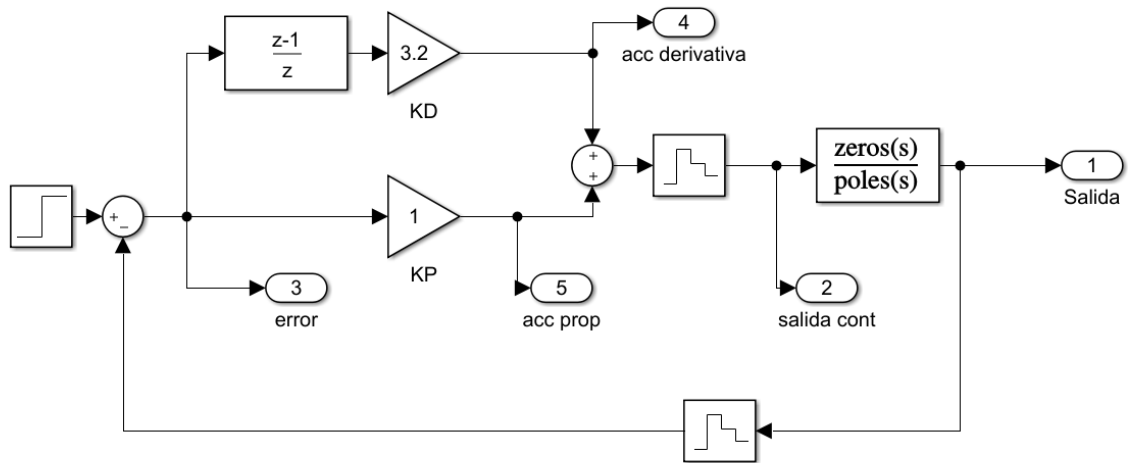 4
acc derivativa
z-1
z
3.2
KD
+
+
zeros(s)
poles(s)
1
Salida
+
−
1
KP
3
error
5
acc prop
2
salida cont